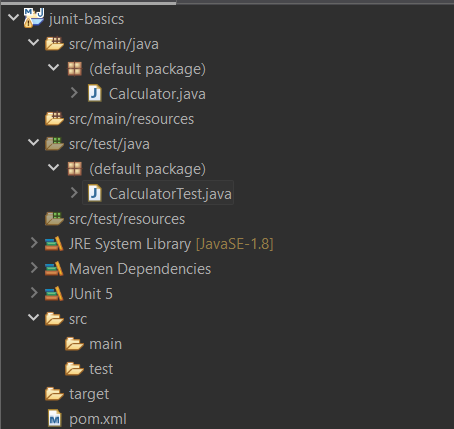 junit-basics
src/main/java
(default package)
Calculator.java
src/main/resources
src/test/java
(default package)
CalculatorTest.java
src/test/resources
JRE System Library [JavaSE-1.8]
Maven Dependencies
JUnit 5
src
main
test
target
pom.xml